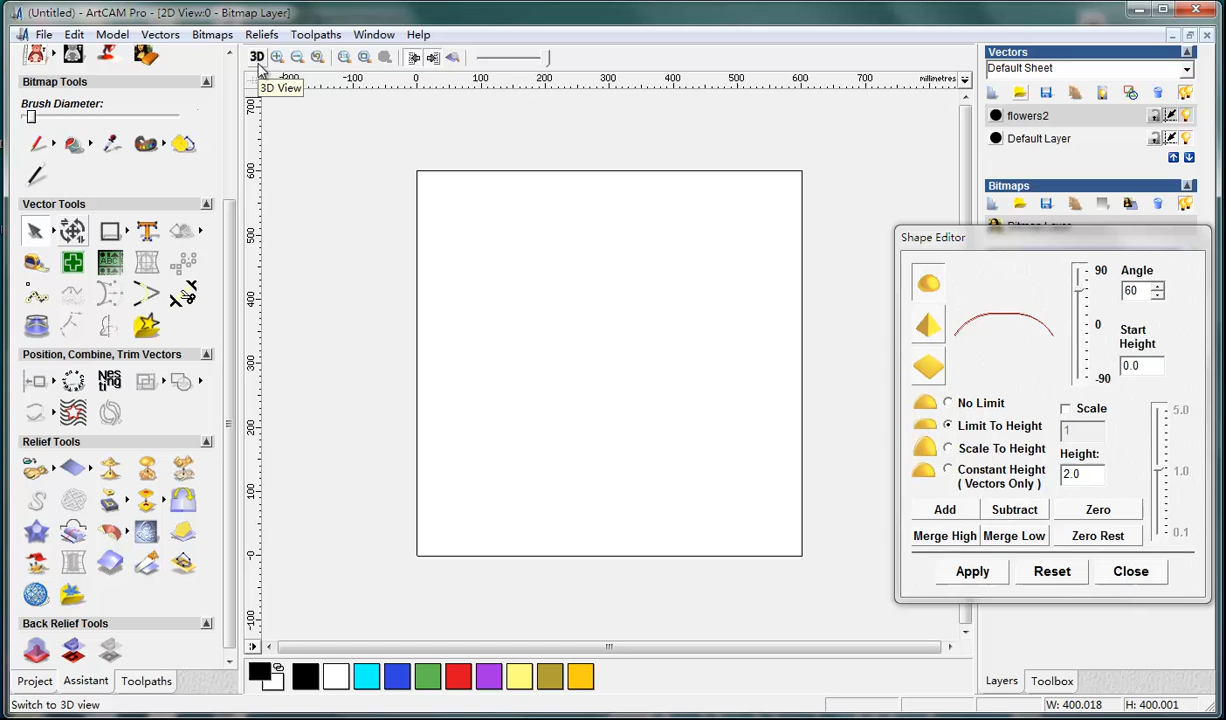 (Untitled) - ArtCAM Pro - [2D View:0 - Bitmap Layer]
File Edit Model Vectors Bitmaps Reliefs Toolpaths Window Help
3D
3D View
-100 0 100 200 300 400 500 600 700 millimetres
700
600
500
400
300
200
100
-0
-100
Bitmap Tools
Brush Diameter:
Vector Tools
ABC
Position, Combine, Trim Vectors
Nes
ting
Relief Tools
Back Relief Tools
Project Assistant Toolpaths
Switch to 3D view
Vectors
Default Sheet
flowers2
Default Layer
Bitmaps
Bitmap Layer
Shape Editor
90
0
-90
Angle
60
Start
Height
0.0
No Limit
Limit To Height
Scale To Height
Constant Height
( Vectors Only )
Scale
1
Height:
2.0
5.0
1.0
0.1
Add Subtract Zero
Merge High Merge Low Zero Rest
Apply Reset Close
Layers Toolbox
W: 400.018 H: 400.001